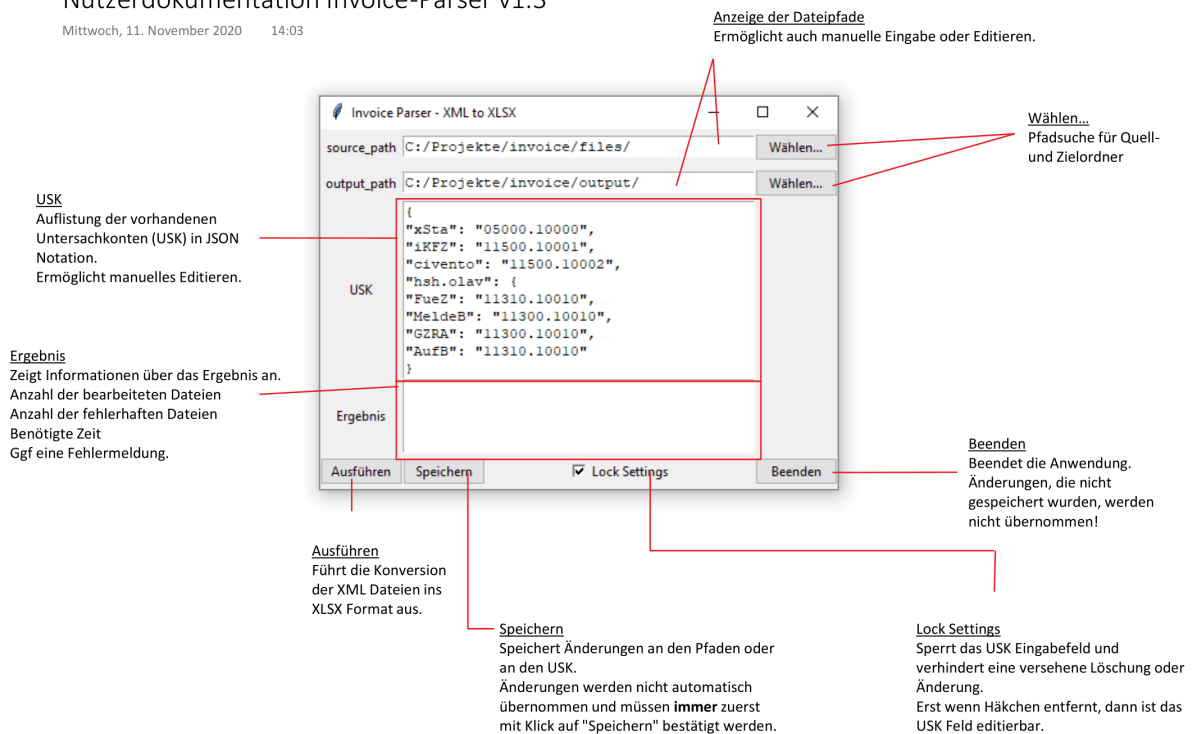 Nutzerdokumentation Invoice-Parser V1.3
Mittwoch, 11. November 2020 14:03
Anzeige der Dateipfade
Ermöglicht auch manuelle Eingabe oder Editieren.
Invoice Parser - XML to XLSX
source_path C:/Projekte/invoice/files/ Wählen...
output_path C:/Projekte/invoice/output/ Wählen...
Wählen...
Pfadsuche für Quell-
und Zielordner
USK
Auflistung der vorhandenen
Untersachkonten (USK) in JSON
Notation.
Ermöglicht manuelles Editieren.
USK
{
"xSta": "05000.10000",
"iKFZ": "11500.10001",
"civento": "11500.10002",
"hsh.olav": {
"FueZ": "11310.10010",
"MeldeB": "11300.10010",
"GZRA": "11300.10010",
"AufB": "11310.10010"
}
Ergebnis
Zeigt Informationen über das Ergebnis an.
Anzahl der bearbeiteten Dateien
Anzahl der fehlerhaften Dateien
Benötigte Zeit
Ggf eine Fehlermeldung.
Ergebnis
Ausführen Speichern Lock Settings Beenden
Beenden
Beendet die Anwendung.
Änderungen, die nicht
gespeichert wurden, werden
nicht übernommen!
Ausführen
Führt die Konversion
der XML Dateien ins
XLSX Format aus.
Speichern
Speichert Änderungen an den Pfaden oder
an den USK.
Änderungen werden nicht automatisch
übernommen und müssen immer zuerst
mit Klick auf "Speichern" bestätigt werden.
Lock Settings
Sperrt das USK Eingabefeld und
verhindert eine versehene Löschung oder
Änderung.
Erst wenn Häkchen entfernt, dann ist das
USK Feld editierbar.